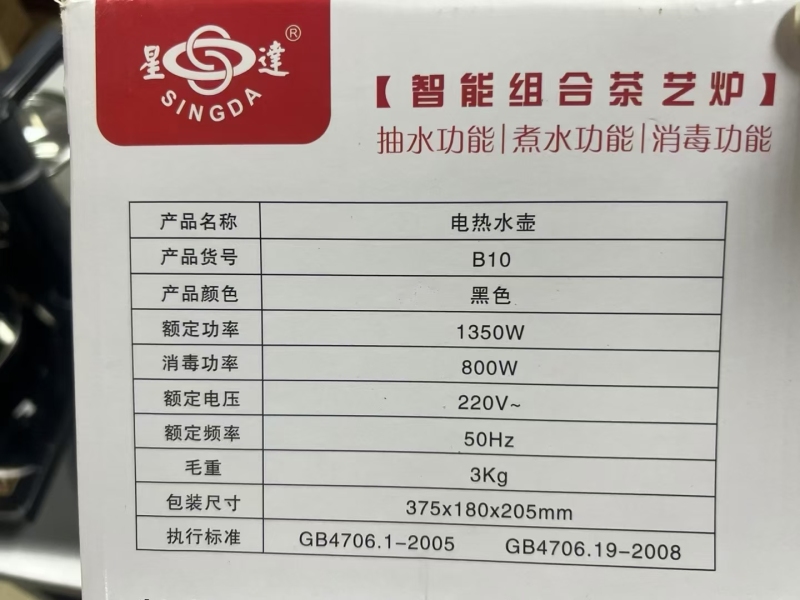 星達®
SINGDA
【智能组合茶艺炉】
抽水功能|煮水功能|消毒功能
产品名称 电热水壶
产品货号 B10
产品颜色 黑色
额定功率 1350W
消毒功率 800W
额定电压 220V~
额定频率 50Hz
毛重 3Kg
包装尺寸 375x180x205mm
执行标准 GB4706.1-2005 GB4706.19-2008